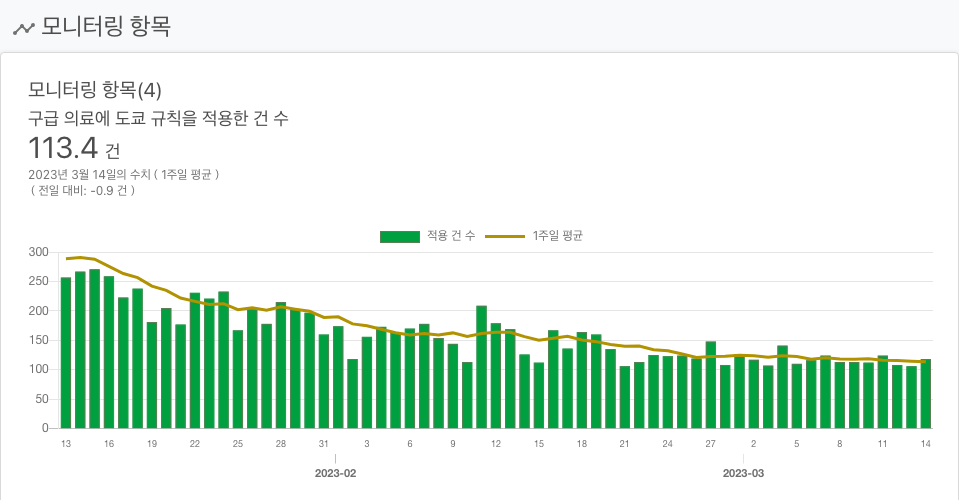 모니터링 항목
모니터링 항목(4)
구급 의료에 도쿄 규칙을 적용한 건 수
113.4 건
2023년 3월 14일의 수치 ( 1주일 평균 )
( 전일 대비: -0.9 건 )
적용 건 수 1주일 평균
300
250
200
150
100
50
0
13 16 19 22 25 28 31 3 6 9 12 15 18 21 24 27 2 5 8 11 14
2023-02 2023-03